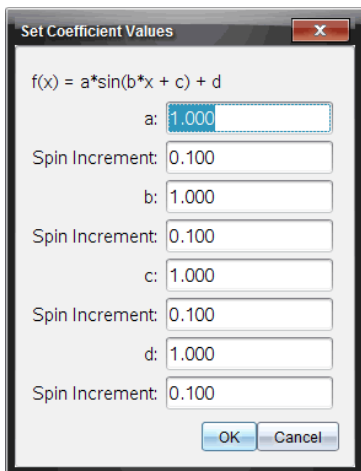 Set Coefficient Values
f(x) = a*sin(b*x + c) + d
a: 1.000
Spin Increment: 0.100
b: 1.000
Spin Increment: 0.100
c: 1.000
Spin Increment: 0.100
d: 1.000
Spin Increment: 0.100
OK Cancel